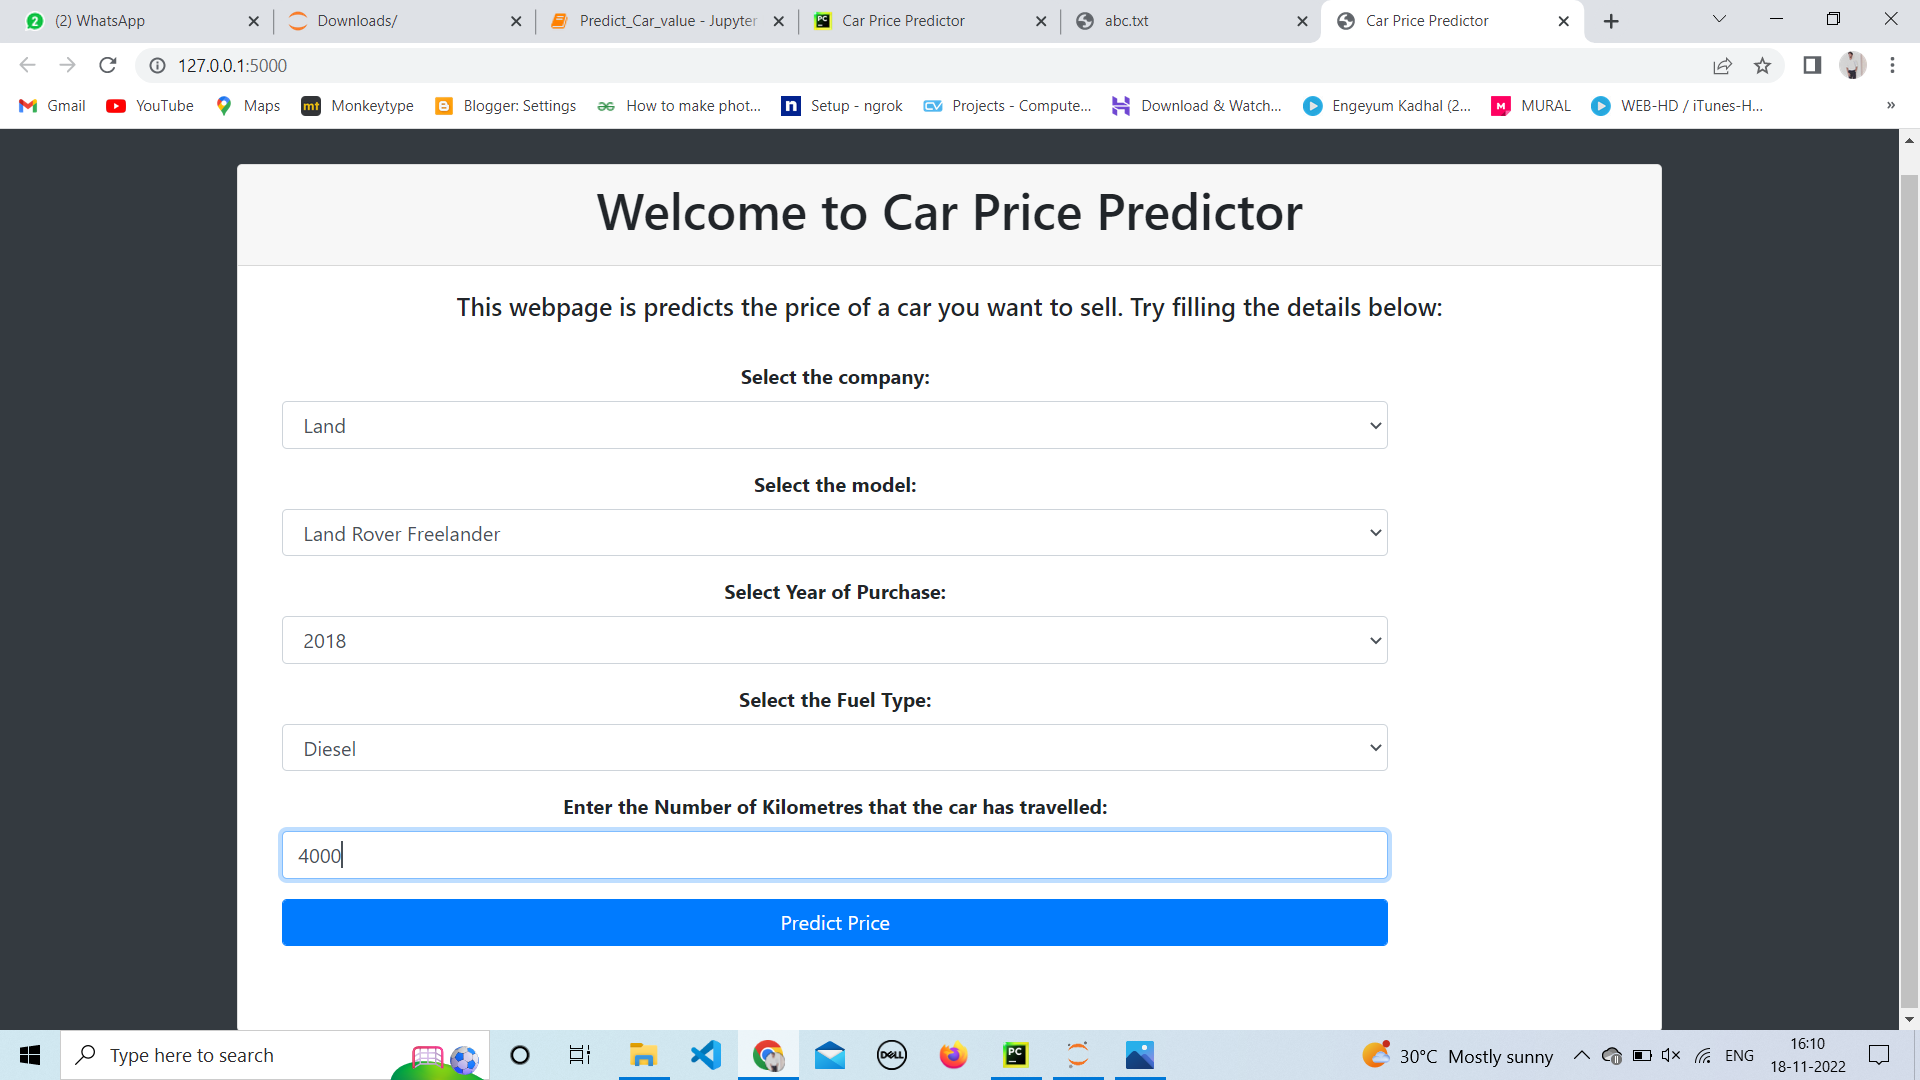 (2) WhatsApp
Downloads/
Predict_Car_value - Jupyter
Car Price Predictor
abc.txt
Car Price Predictor
127.0.0.1:5000
Gmail
YouTube
Maps
mt Monkeytype
Blogger: Settings
How to make phot...
n Setup - ngrok
CV Projects - Compute...
Download & Watch...
Engeyum Kadhal (2...
M MURAL
WEB-HD / iTunes-H...
»
Welcome to Car Price Predictor
This webpage is predicts the price of a car you want to sell. Try filling the details below:
Select the company:
Land
Select the model:
Land Rover Freelander
Select Year of Purchase:
2018
Select the Fuel Type:
Diesel
Enter the Number of Kilometres that the car has travelled:
4000
Predict Price
Type here to search
DELL
PC
30°C Mostly sunny
ENG
16:10
18-11-2022